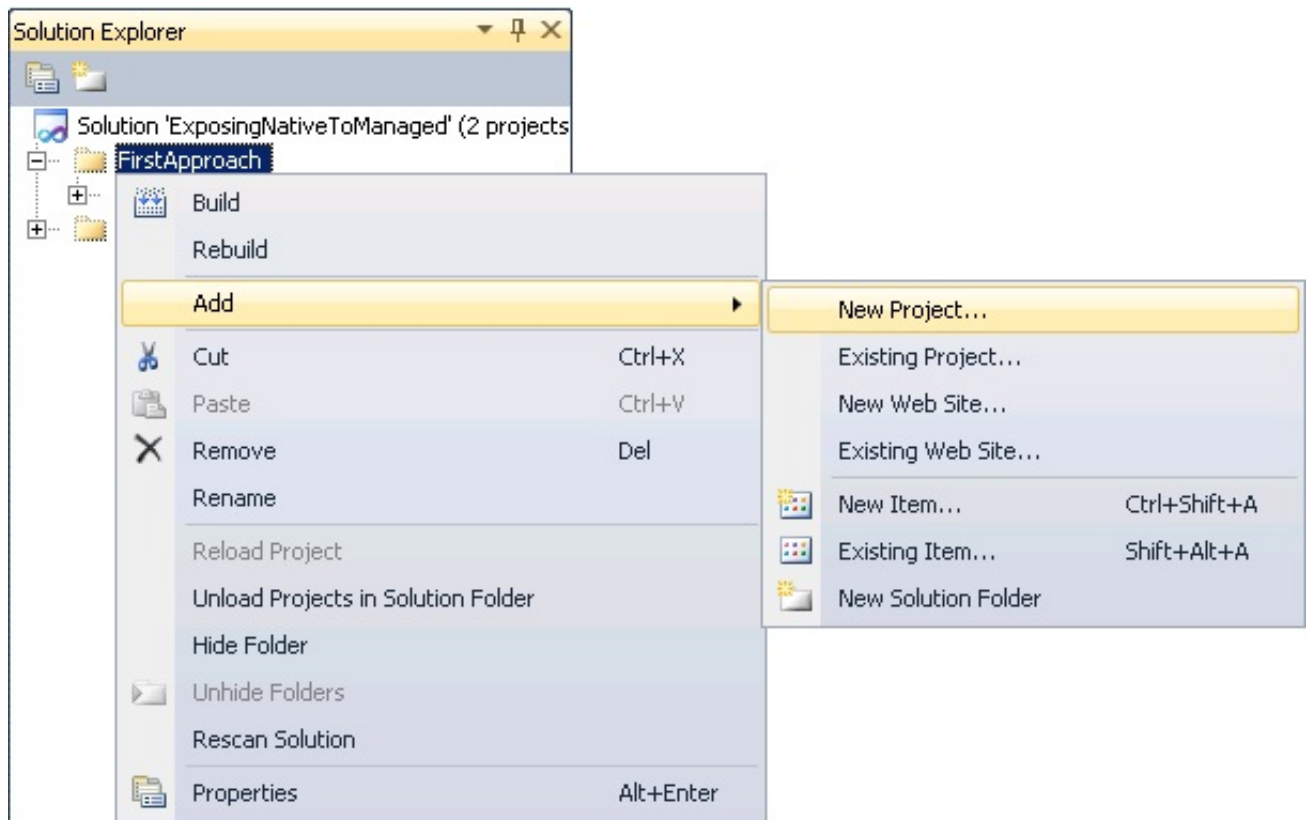 Solution Explorer
Solution 'ExposingNativeToManaged' (2 projects
FirstApproach
Build
Rebuild
Add
Cut Ctrl+X
Paste Ctrl+V
Remove Del
Rename
Reload Project
Unload Projects in Solution Folder
Hide Folder
Unhide Folders
Rescan Solution
Properties Alt+Enter
New Project...
Existing Project...
New Web Site...
Existing Web Site...
New Item... Ctrl+Shift+A
Existing Item... Shift+Alt+A
New Solution Folder